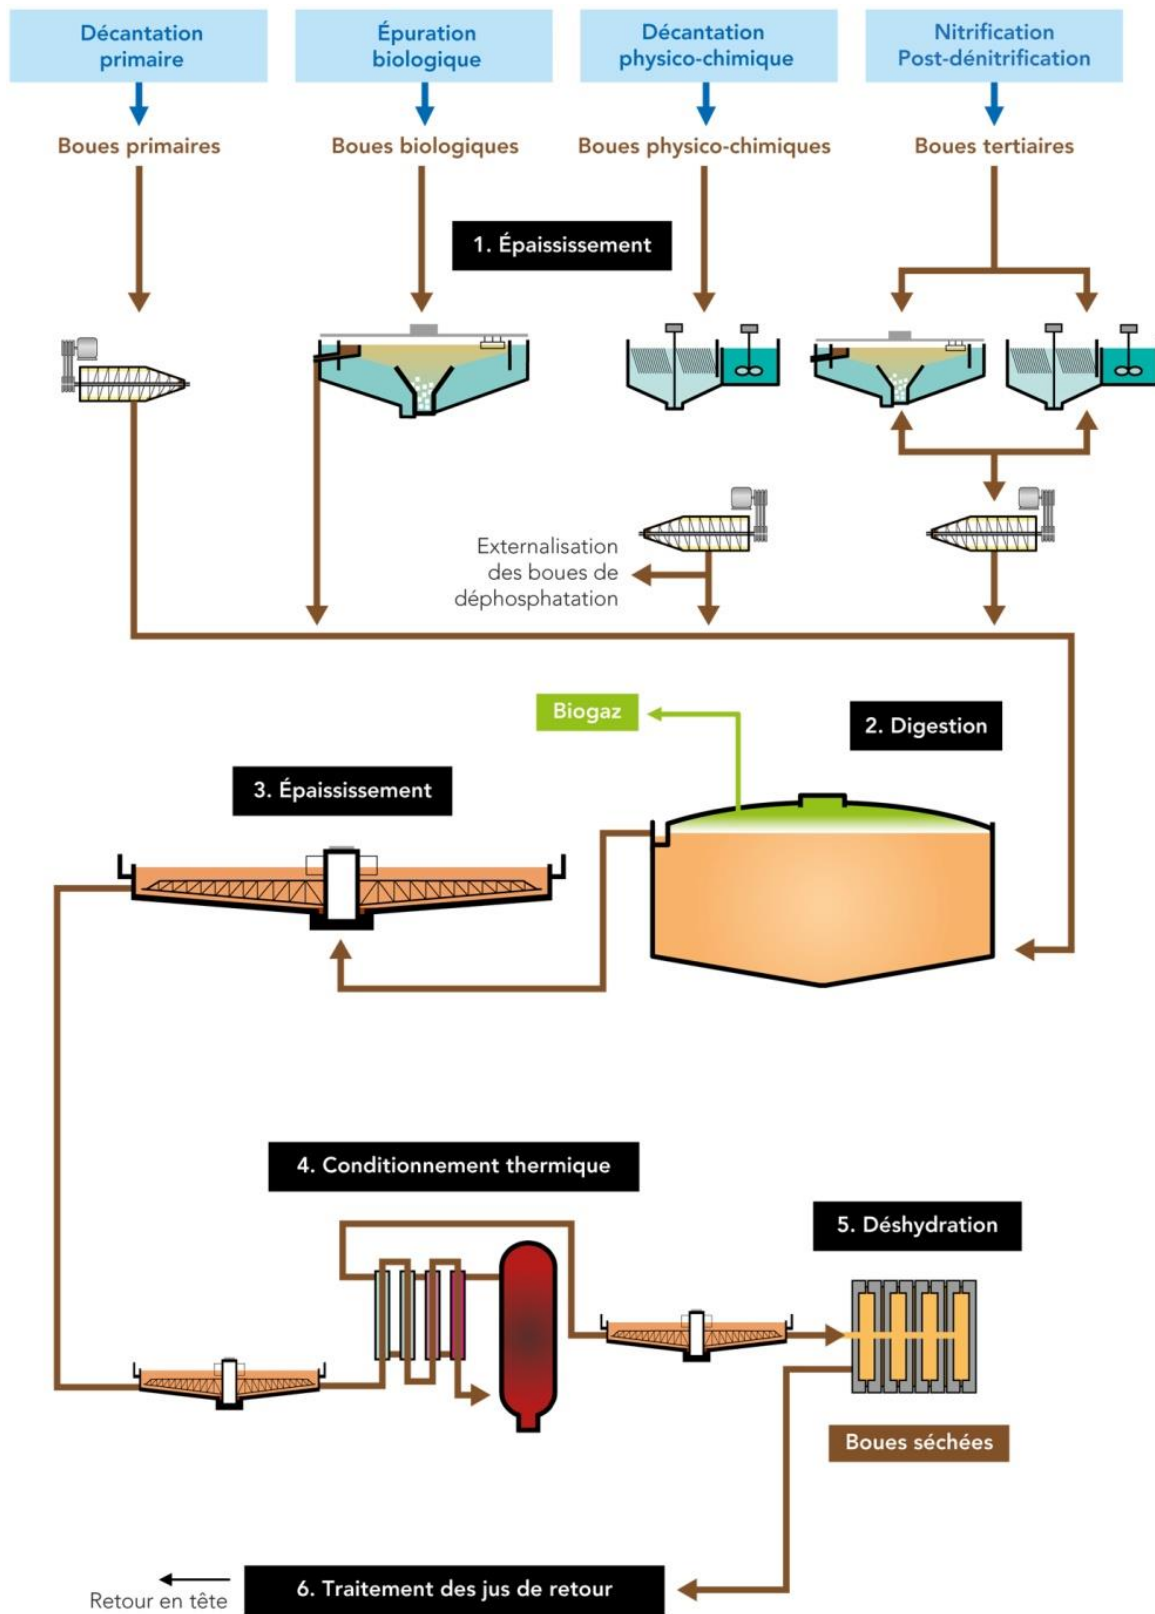 Décantation
primaire
Épuration
biologique
Décantation
physico-chimique
Nitrification
Post-dénitrification
Boues primaires
Boues biologiques
Boues physico-chimiques
Boues tertiaires
1. Épaississement
Externalisation
des boues de
déphosphatation
Biogaz
2. Digestion
3. Épaississement
4. Conditionnement thermique
5. Déshydration
Boues séchées
6. Traitement des jus de retour
Retour en tête